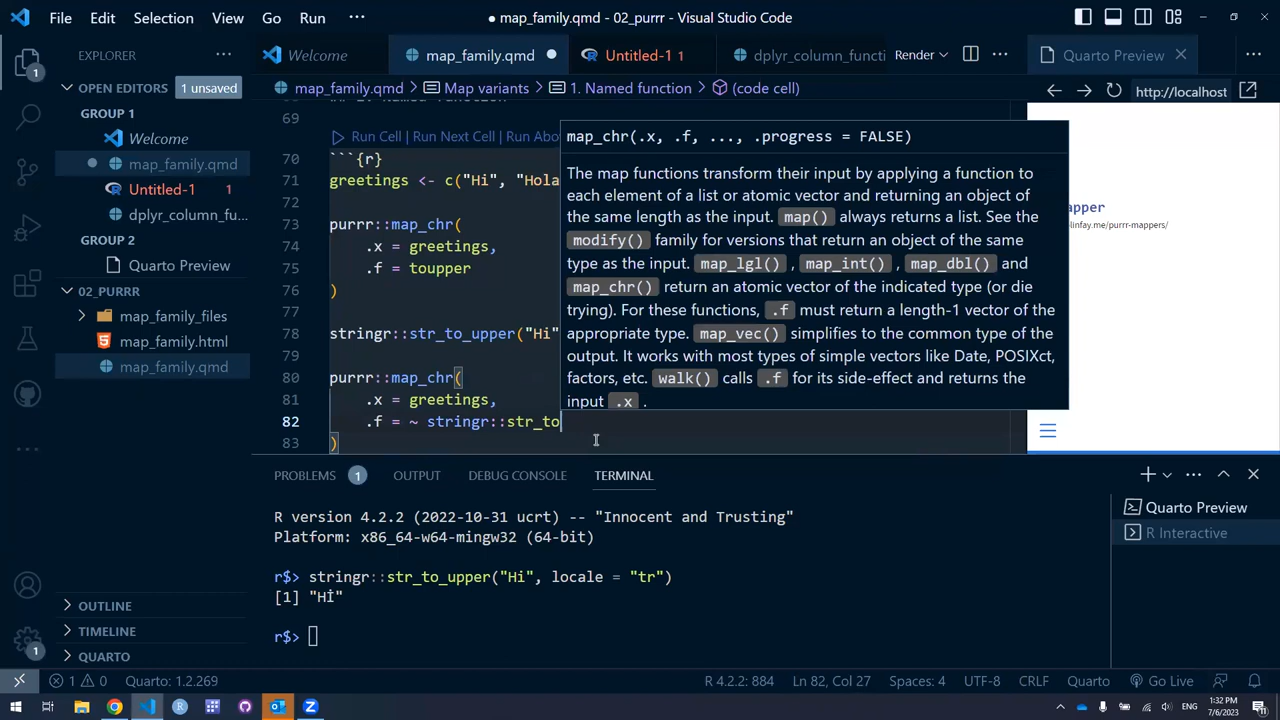 File Edit Selection View Go Run ··· ● map_family.qmd - 02_purrr - Visual Studio Code
EXPLORER ···
OPEN EDITORS 1 unsaved
GROUP 1
Welcome
map_family.qmd
Untitled-1 1
dplyr_column_fu...
GROUP 2
Quarto Preview
02_PURRR
map_family_files
map_family.html
map_family.qmd
OUTLINE
TIMELINE
QUARTO
1
1
Welcome map_family.qmd ● Untitled-1 1 dplyr_column_functi Render ···
map_family.qmd > Map variants > 1. Named function > (code cell)
69
Run Cell | Run Next Cell | Run Abo
70 ```{r}
71 greetings <- c("Hi", "Hola
72
73 purrr::map_chr(
74 .x = greetings,
75 .f = toupper
76 )
77
78 stringr::str_to_upper("Hi"
79
80 purrr::map_chr(
81 .x = greetings,
82 .f = ~ stringr::str_to
83 )
map_chr(.x, .f, ..., .progress = FALSE)
The map functions transform their input by applying a function to
each element of a list or atomic vector and returning an object of
the same length as the input. map() always returns a list. See the
modify() family for versions that return an object of the same
type as the input. map_lgl() , map_int() , map_dbl() and
map_chr() return an atomic vector of the indicated type (or die
trying). For these functions, .f must return a length-1 vector of the
appropriate type. map_vec() simplifies to the common type of the
output. It works with most types of simple vectors like Date, POSIXct,
factors, etc. walk() calls .f for its side-effect and returns the
input .x .
Quarto Preview ···
http://localhost
apper
olinfay.me/purrr-mappers/
PROBLEMS 1 OUTPUT DEBUG CONSOLE TERMINAL ···
R version 4.2.2 (2022-10-31 ucrt) -- "Innocent and Trusting"
Platform: x86_64-w64-mingw32 (64-bit)
r$> stringr::str_to_upper("Hi", locale = "tr")
[1] "Hİ"
r$>
Quarto Preview
R Interactive
1 0 Quarto: 1.2.269 R 4.2.2: 884 Ln 82, Col 27 Spaces: 4 UTF-8 CRLF Quarto Go Live
ENG 1:32 PM
7/6/2023